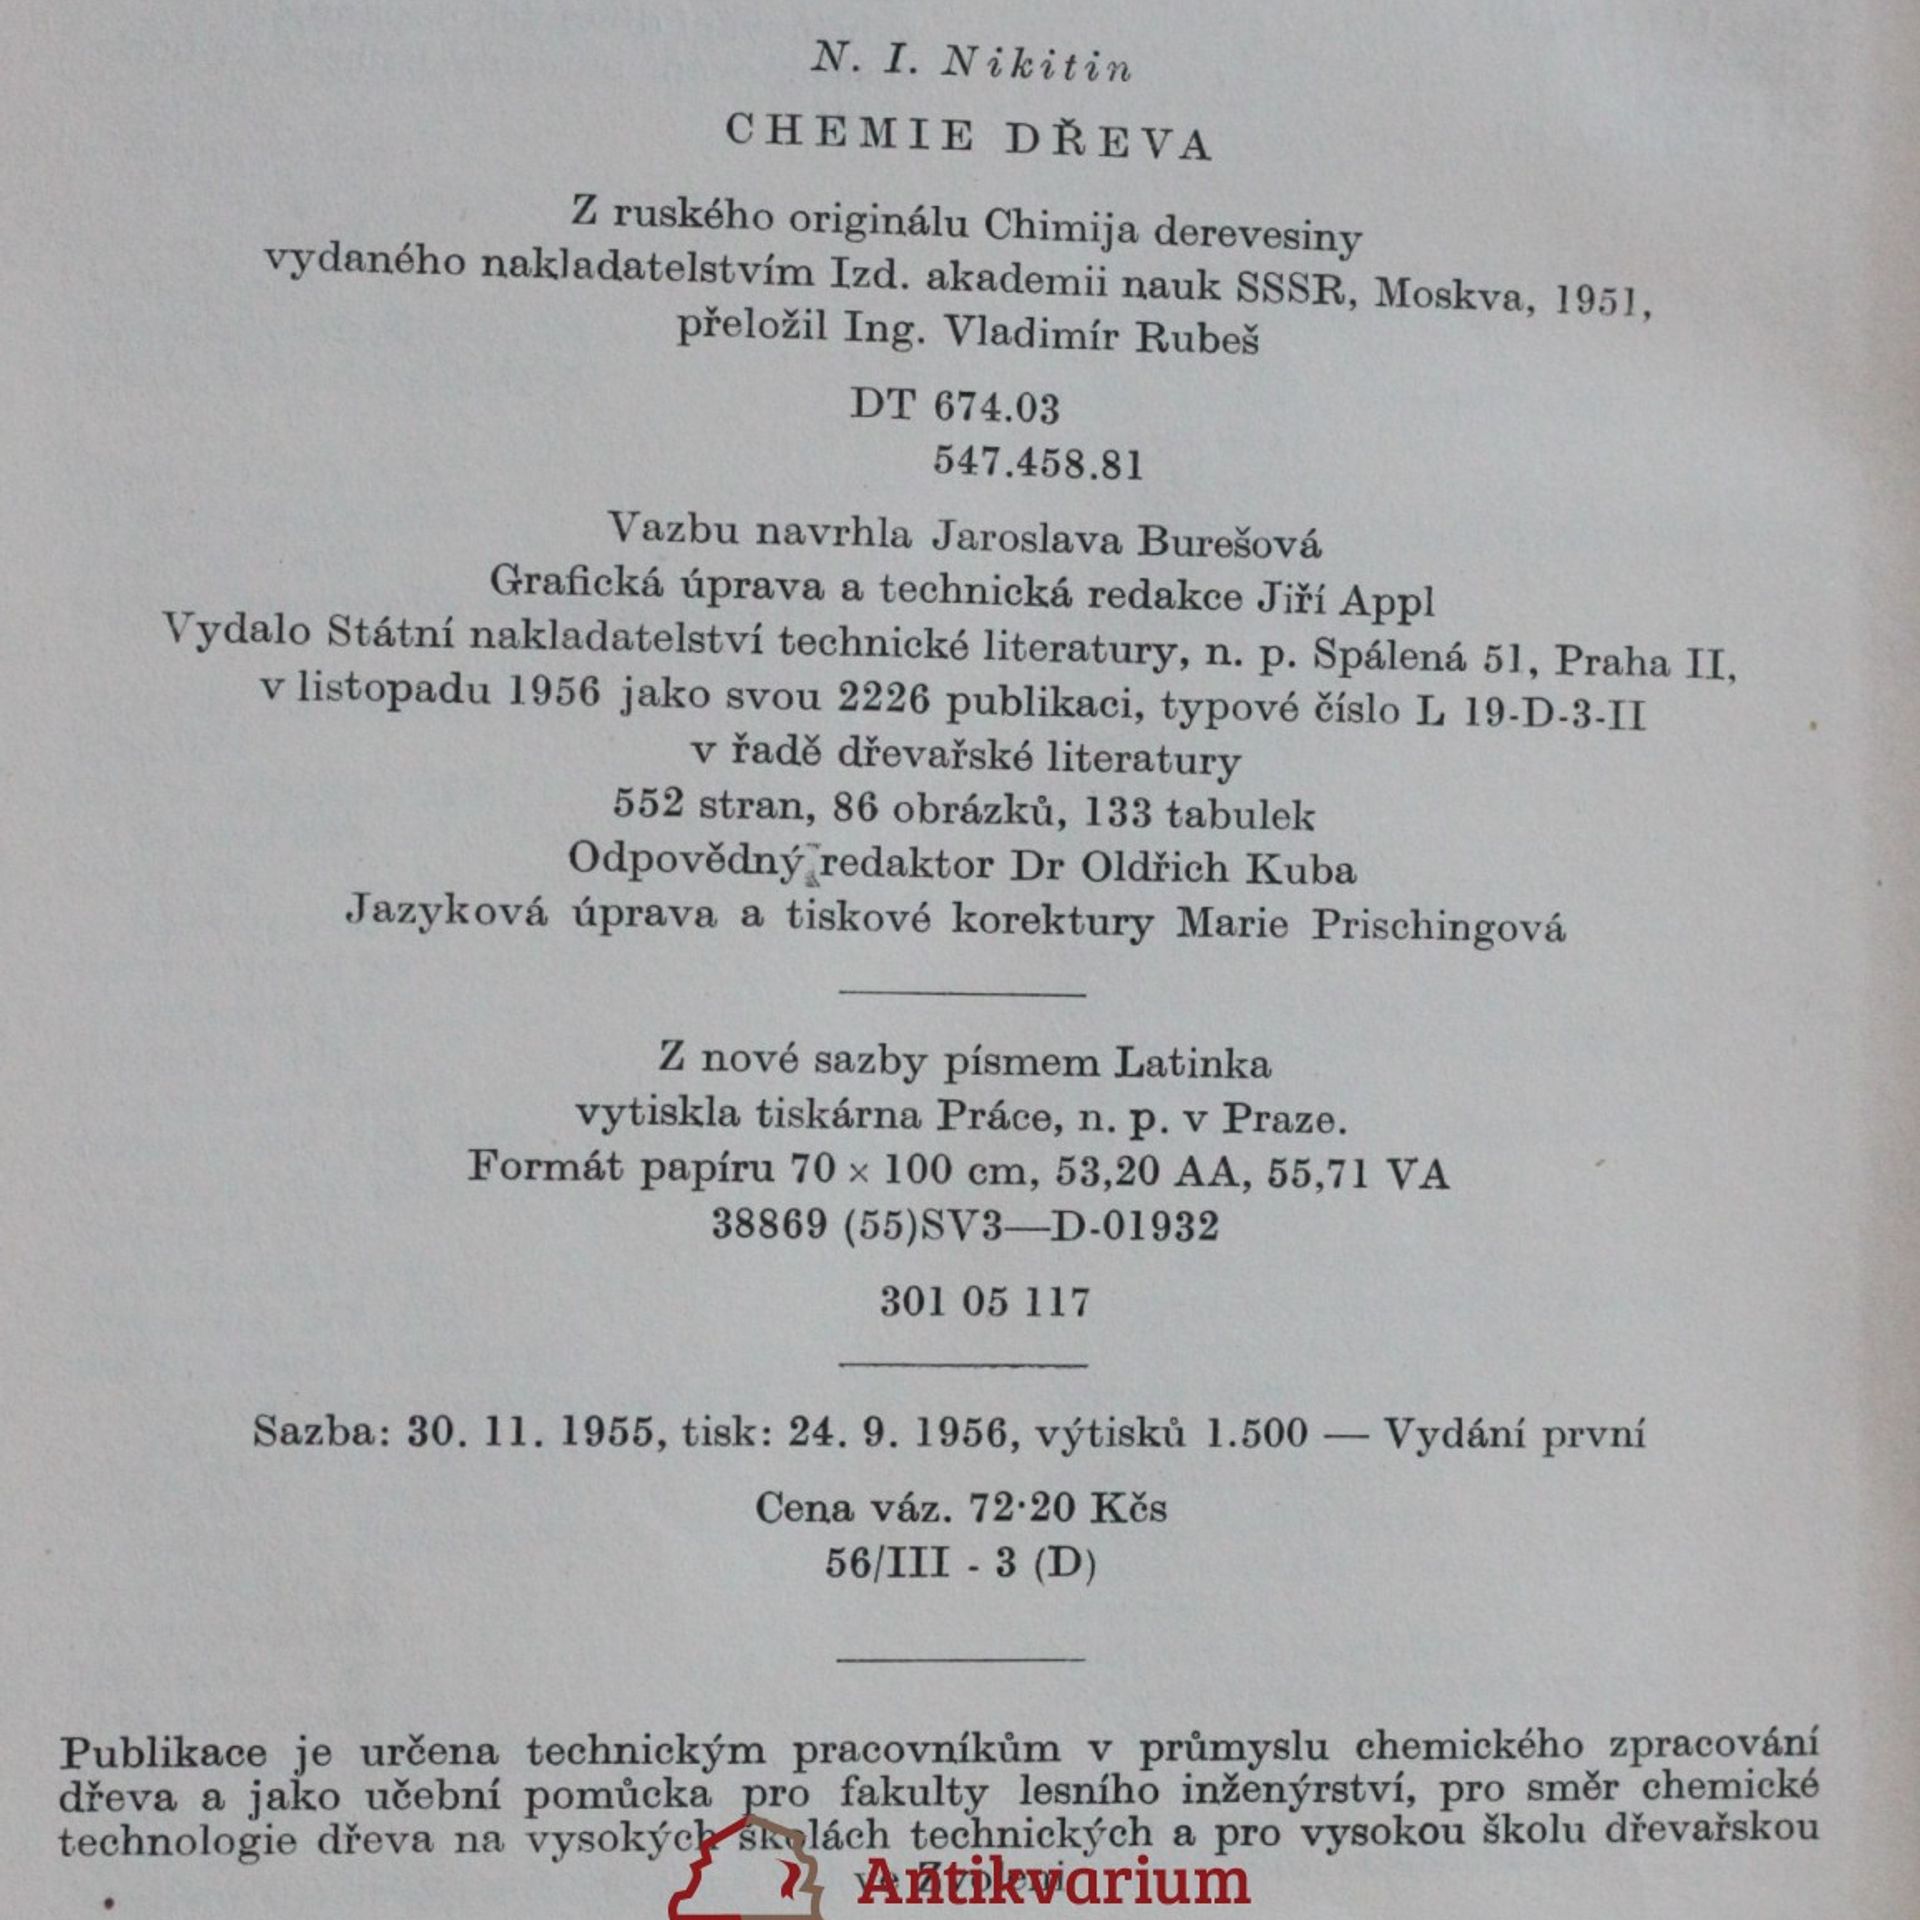 N. I. Nikitin
CHEMIE DŘEVA
Z ruského originálu Chimija derevesiny
vydaného nakladatelstvím Izd. akademii nauk SSSR, Moskva, 1951,
přeložil Ing. Vladimír Rubeš
DT 674.03
547.458.81
Vazbu navrhla Jaroslava Burešová
Grafická úprava a technická redakce Jiří Appl
Vydalo Státní nakladatelství technické literatury, n. p. Spálená 51, Praha II,
v listopadu 1956 jako svou 2226 publikaci, typové číslo L 19-D-3-II
v řadě dřevařské literatury
552 stran, 86 obrázků, 133 tabulek
Odpovědný redaktor Dr Oldřich Kuba
Jazyková úprava a tiskové korektury Marie Prischingová
Z nové sazby písmem Latinka
vytiskla tiskárna Práce, n. p. v Praze.
Formát papíru 70 × 100 cm, 53,20 AA, 55,71 VA
38869 (55)SV3—D-01932
301 05 117
Sazba: 30. 11. 1955, tisk: 24. 9. 1956, výtisků 1.500 — Vydání první
Cena váz. 72·20 Kčs
56/III - 3 (D)
Publikace je určena technickým pracovníkům v průmyslu chemického zpracování
dřeva a jako učební pomůcka pro fakulty lesního inženýrství, pro směr chemické
technologie dřeva na vysokých školách technických a pro vysokou školu dřevařskou
ve Zvoleni
Antikvarium